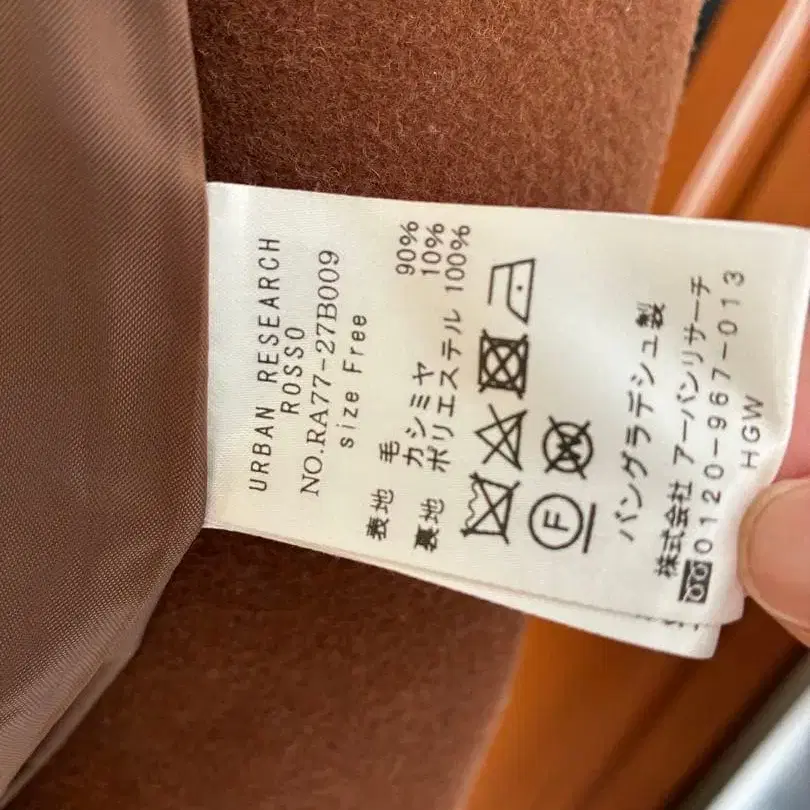 URBAN RESEARCH
ROSSO
NO.RA77-27B009
size Free
表地 毛 90%
カシミヤ 10%
裏地 ポリエステル 100%
F
W
バングラデシュ製
株式会社 アーバンリサーチ
0120-967-013
HGW